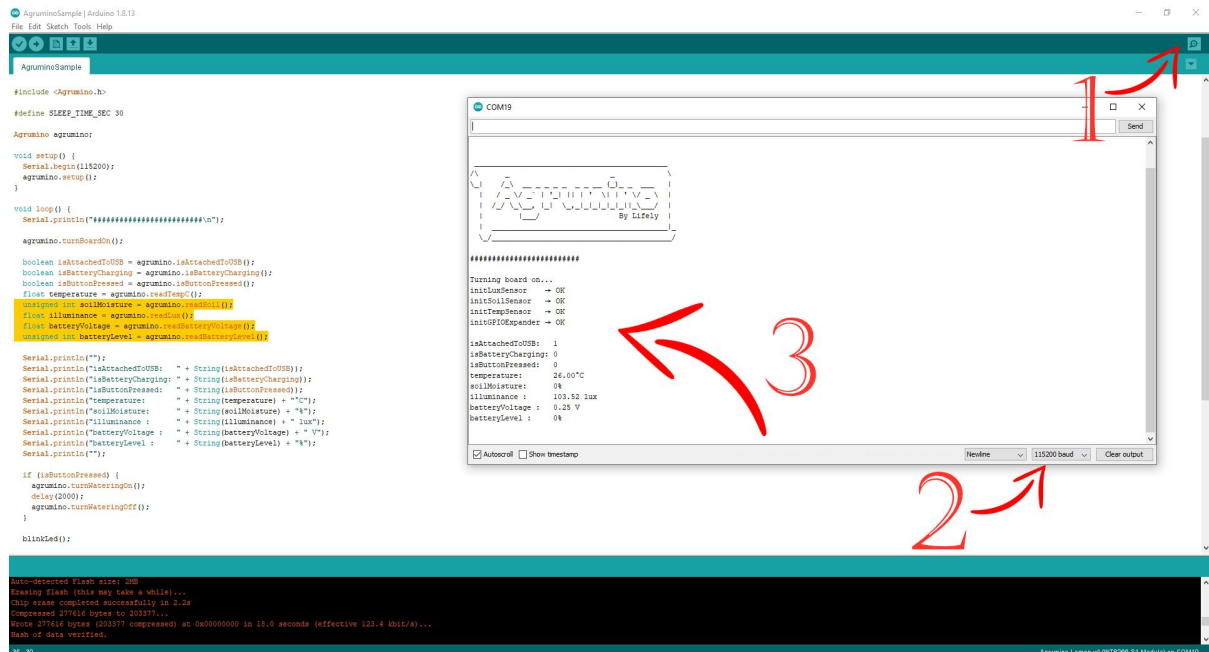 AgruminoSample | Arduino 1.8.13
File Edit Sketch Tools Help
AgruminoSample
#include <Agrumino.h>
#define SLEEP_TIME_SEC 30
Agrumino agrumino;
void setup() {
Serial.begin(115200);
agrumino.setup();
}
void loop() {
Serial.println("#########################\n");
agrumino.turnBoardOn();
boolean isAttachedToUSB = agrumino.isAttachedToUSB();
boolean isBatteryCharging = agrumino.isBatteryCharging();
boolean isButtonPressed = agrumino.isButtonPressed();
float temperature = agrumino.readTempC();
unsigned int soilMoisture = agrumino.readSoil();
float illuminance = agrumino.readLux();
float batteryVoltage = agrumino.readBatteryVoltage();
unsigned int batteryLevel = agrumino.readBatteryLevel();
Serial.println("");
Serial.println("isAttachedToUSB:   " + String(isAttachedToUSB));
Serial.println("isBatteryCharging: " + String(isBatteryCharging));
Serial.println("isButtonPressed:   " + String(isButtonPressed));
Serial.println("temperature:       " + String(temperature) + "°C");
Serial.println("soilMoisture:      " + String(soilMoisture) + "%");
Serial.println("illuminance :      " + String(illuminance) + " lux");
Serial.println("batteryVoltage :   " + String(batteryVoltage) + " V");
Serial.println("batteryLevel :     " + String(batteryLevel) + "%");
Serial.println("");
if (isButtonPressed) {
agrumino.turnWateringOn();
delay(2000);
agrumino.turnWateringOff();
}
blinkLed();
1
COM19
Send
Agrumino
By Lifely
#########################
Turning board on...
initLuxSensor → OK
initSoilSensor → OK
initTempSensor → OK
initGPIOExpander → OK
isAttachedToUSB: 1
isBatteryCharging: 0
isButtonPressed: 0
temperature: 26.00°C
soilMoisture: 0%
illuminance : 103.52 lux
batteryVoltage : 0.25 V
batteryLevel : 0%
3
Autoscroll Show timestamp Newline 115200 baud Clear output
2
Auto-detected Flash size: 2MB
Erasing flash (this may take a while)...
Chip erase completed successfully in 2.2s
Compressed 277616 bytes to 203377...
Wrote 277616 bytes (203377 compressed) at 0x00000000 in 18.0 seconds (effective 123.4 kbit/s)...
Hash of data verified.